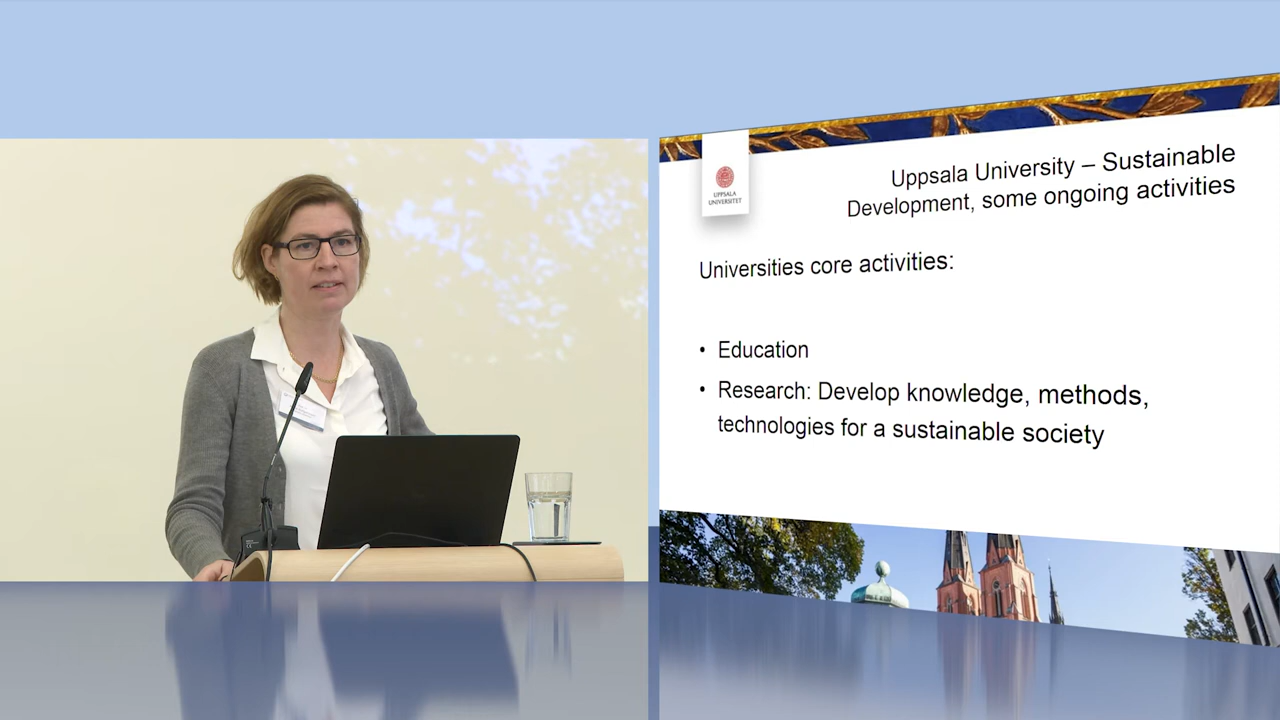 UPPSALA
UNIVERSITET
Uppsala University – Sustainable
Development, some ongoing activities
Universities core activities:
• Education
• Research: Develop knowledge, methods,
technologies for a sustainable society